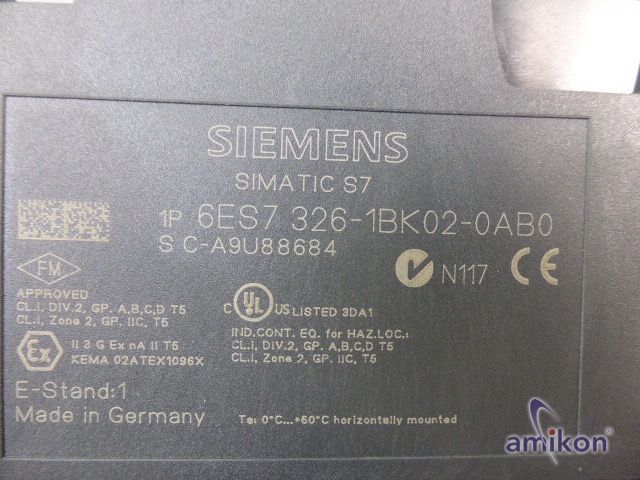 SIEMENS
SIMATIC S7
1P 6ES7 326-1BK02-0AB0
S C-A9U88684
FM
APPROVED
CL.I, DIV.2, GP. A,B,C,D T5
CL.I, Zone 2, GP. IIC, T5
N117 CE
C UL US LISTED 3DA1
IND.CONT. EQ. for HAZ.LOC.:
CL.I, DIV.2, GP. A,B,C,D T5
CL.I, Zone 2, GP. IIC, T5
Ex II 3 G Ex nA II T5
KEMA 02ATEX1096X
E-Stand:1
Made in Germany
Ta: 0°C...+60°C horizontally mounted
amikon